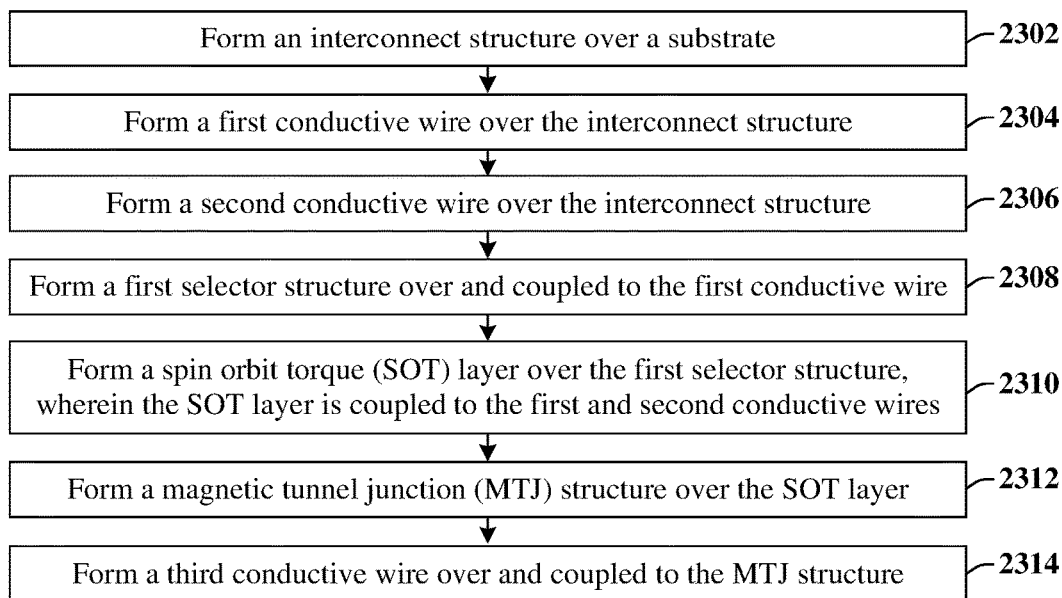 Form an interconnect structure over a substrate
2302
Form a first conductive wire over the interconnect structure
2304
Form a second conductive wire over the interconnect structure
2306
Form a first selector structure over and coupled to the first conductive wire
2308
Form a spin orbit torque (SOT) layer over the first selector structure,
wherein the SOT layer is coupled to the first and second conductive wires
2310
Form a magnetic tunnel junction (MTJ) structure over the SOT layer
2312
Form a third conductive wire over and coupled to the MTJ structure
2314